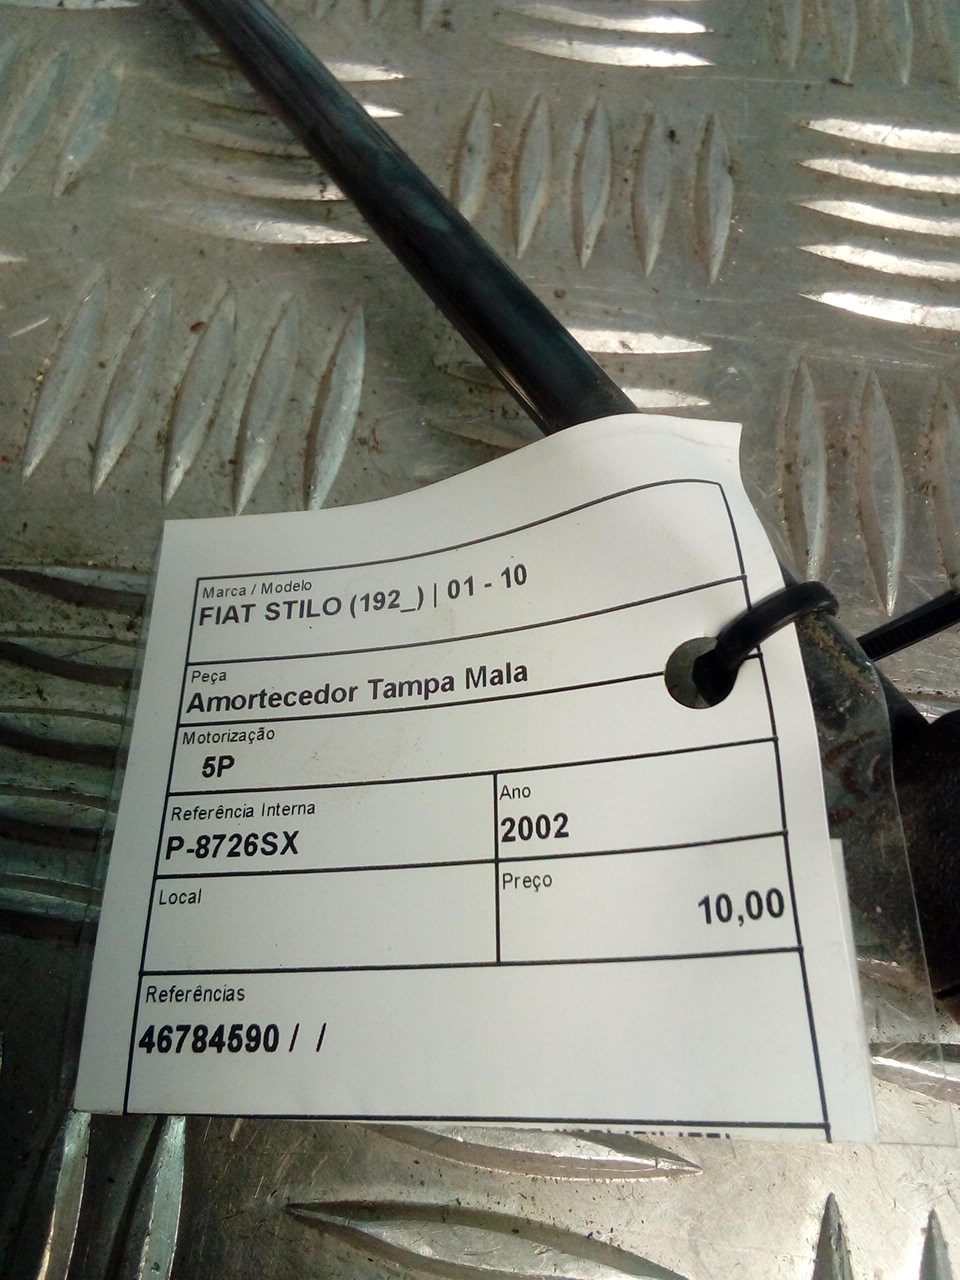 Marca / Modelo
FIAT STILO (192_) | 01 - 10
Peça
Amortecedor Tampa Mala
Motorização
5P
Referência Interna
P-8726SX
Ano
2002
Local
Preço
10,00
Referências
46784590 / /